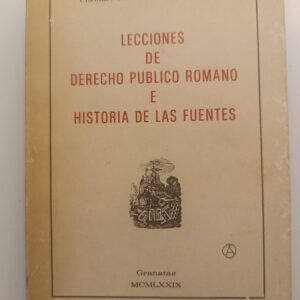 LECCIONES
DE
DERECHO PUBLICO ROMANO
E
HISTORIA DE LAS FUENTES
Granatae
MCMLXXIX